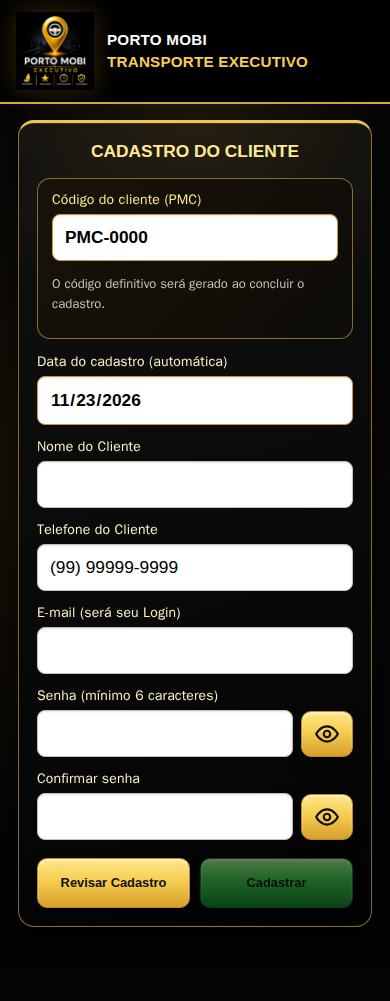 PORTO MOBI
EXECUTIVO
PORTO MOBI
TRANSPORTE EXECUTIVO
CADASTRO DO CLIENTE
Código do cliente (PMC)
PMC-0000
O código definitivo será gerado ao concluir o
cadastro.
Data do cadastro (automática)
11/23/2026
Nome do Cliente
Telefone do Cliente
(99) 99999-9999
E-mail (será seu Login)
Senha (mínimo 6 caracteres)
Confirmar senha
Revisar Cadastro
Cadastrar